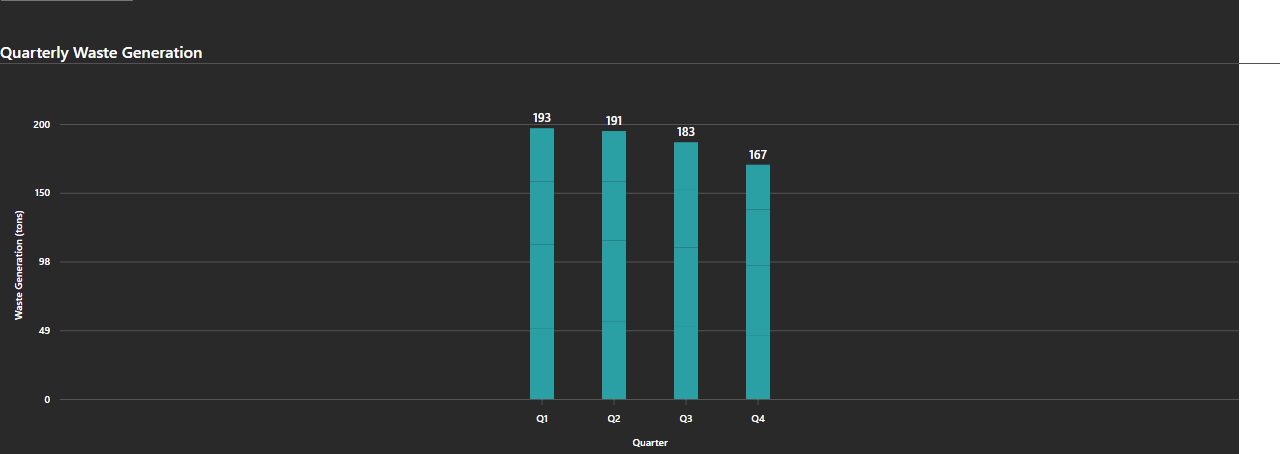 Quarterly Waste Generation
193
191
183
167
200
150
98
49
0
Waste Generation (tons)
Q1 Q2 Q3 Q4
Quarter